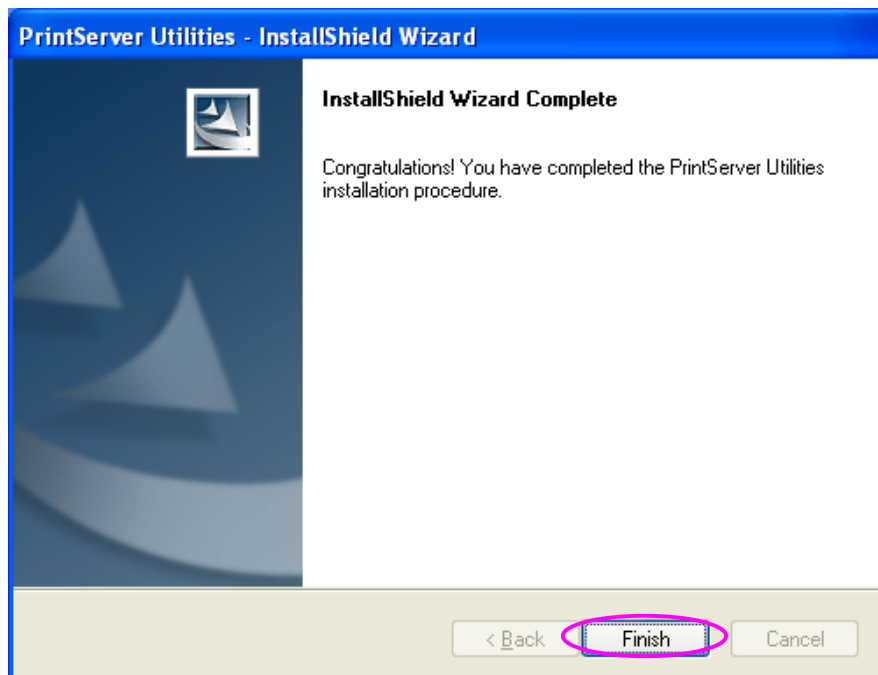 PrintServer Utilities - InstallShield Wizard
InstallShield Wizard Complete
Congratulations! You have completed the PrintServer Utilities
installation procedure.
< Back Finish Cancel